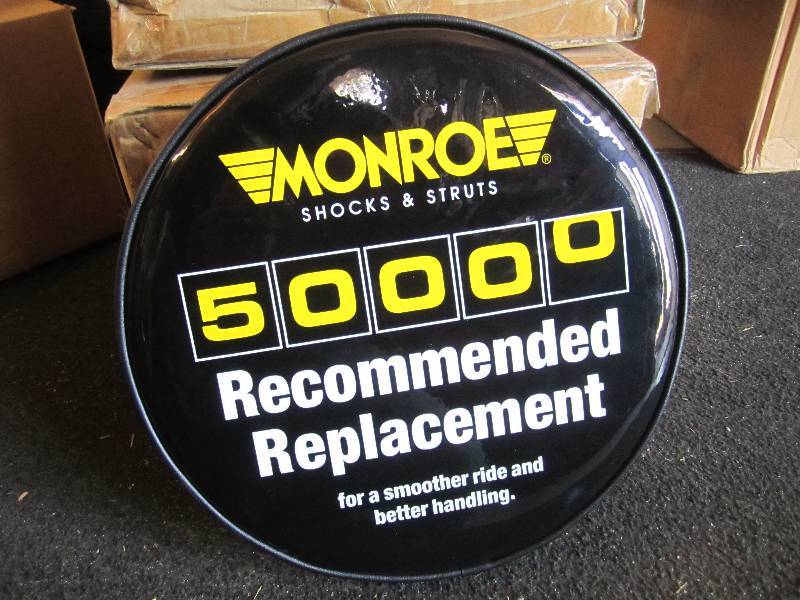 MONROE®
SHOCKS & STRUTS
50000
Recommended
Replacement
for a smoother ride and
better handling.